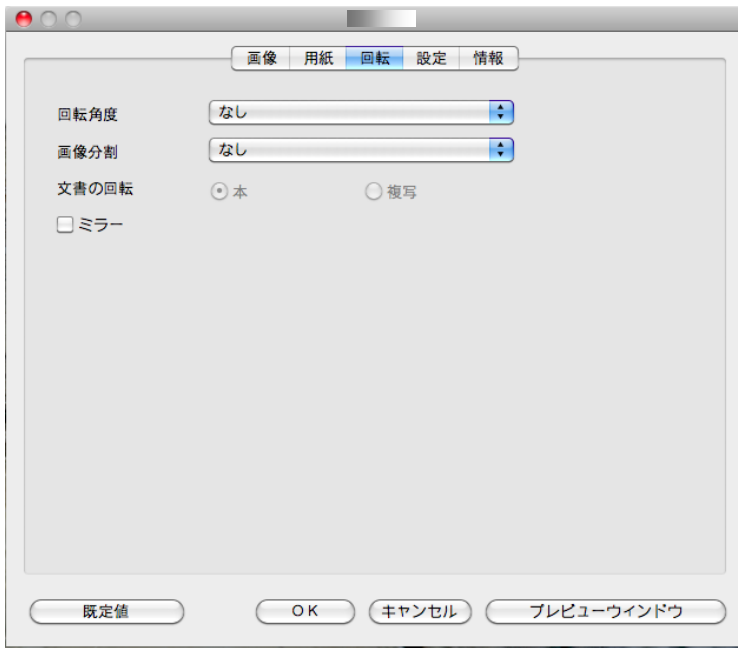 画像 用紙 回転 設定 情報
回転角度 なし
画像分割 なし
文書の回転 本 複写
ミラー
既定値 OK キャンセル プレビューウインドウ